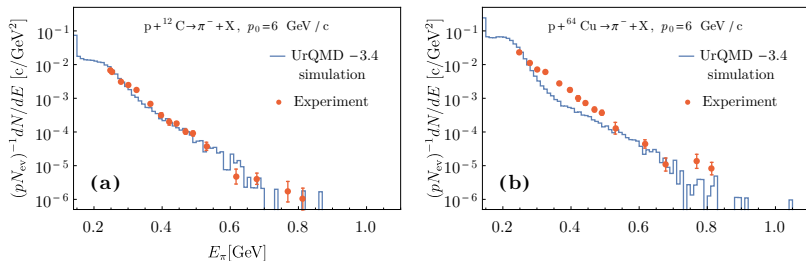 p+¹²C→π⁻+X, p₀=6 GeV/c
UrQMD −3.4
simulation
Experiment
(a)
(pN_ev)⁻¹dN/dE [c/GeV²]
10⁻¹
10⁻²
10⁻³
10⁻⁴
10⁻⁵
10⁻⁶
0.2 0.4 0.6 0.8 1.0
E_π[GeV]
p+⁶⁴Cu→π⁻+X, p₀=6 GeV/c
UrQMD −3.4
simulation
Experiment
(b)
(pN_ev)⁻¹dN/dE [c/GeV²]
10⁻¹
10⁻²
10⁻³
10⁻⁴
10⁻⁵
10⁻⁶
0.2 0.4 0.6 0.8 1.0